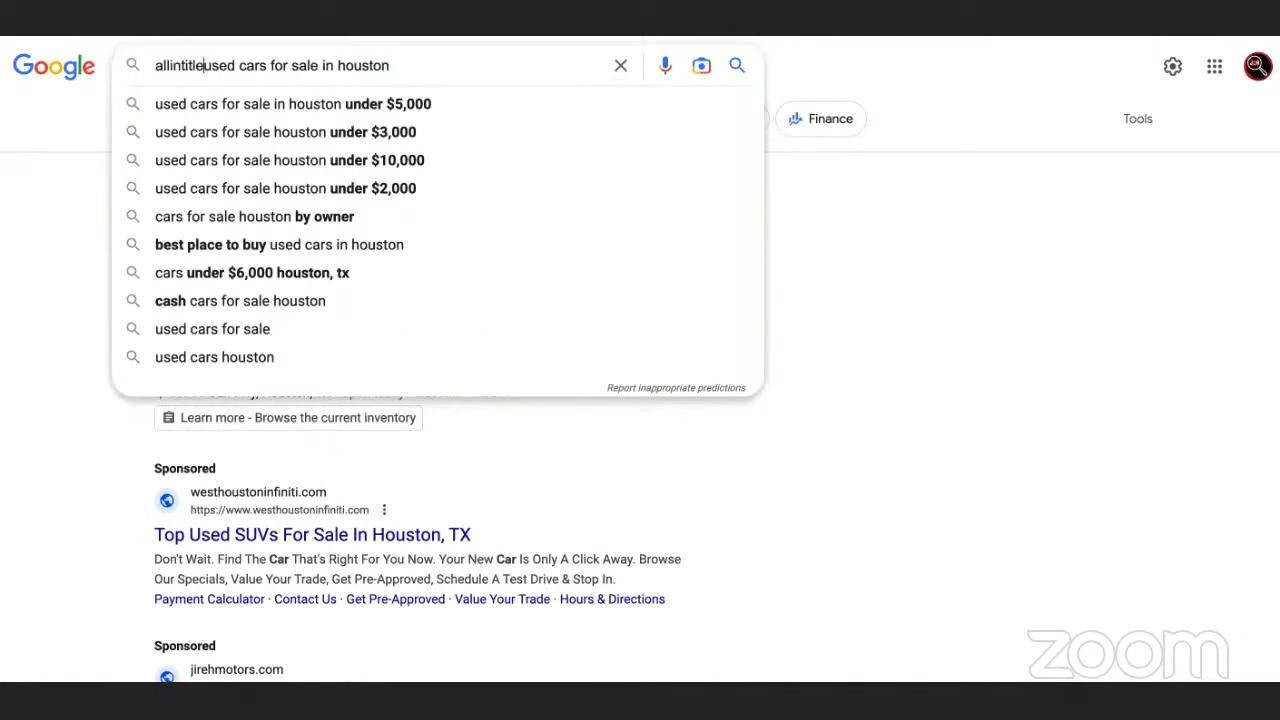 Google
allintitleused cars for sale in houston
used cars for sale in houston under $5,000
used cars for sale houston under $3,000
used cars for sale houston under $10,000
used cars for sale houston under $2,000
cars for sale houston by owner
best place to buy used cars in houston
cars under $6,000 houston, tx
cash cars for sale houston
used cars for sale
used cars houston
Report inappropriate predictions
Finance
Tools
Learn more - Browse the current inventory
Sponsored
westhoustoninfiniti.com
https://www.westhoustoninfiniti.com
Top Used SUVs For Sale In Houston, TX
Don't Wait. Find The Car That's Right For You Now. Your New Car Is Only A Click Away. Browse
Our Specials, Value Your Trade, Get Pre-Approved, Schedule A Test Drive & Stop In.
Payment Calculator · Contact Us · Get Pre-Approved · Value Your Trade · Hours & Directions
Sponsored
jirehmotors.com
zoom